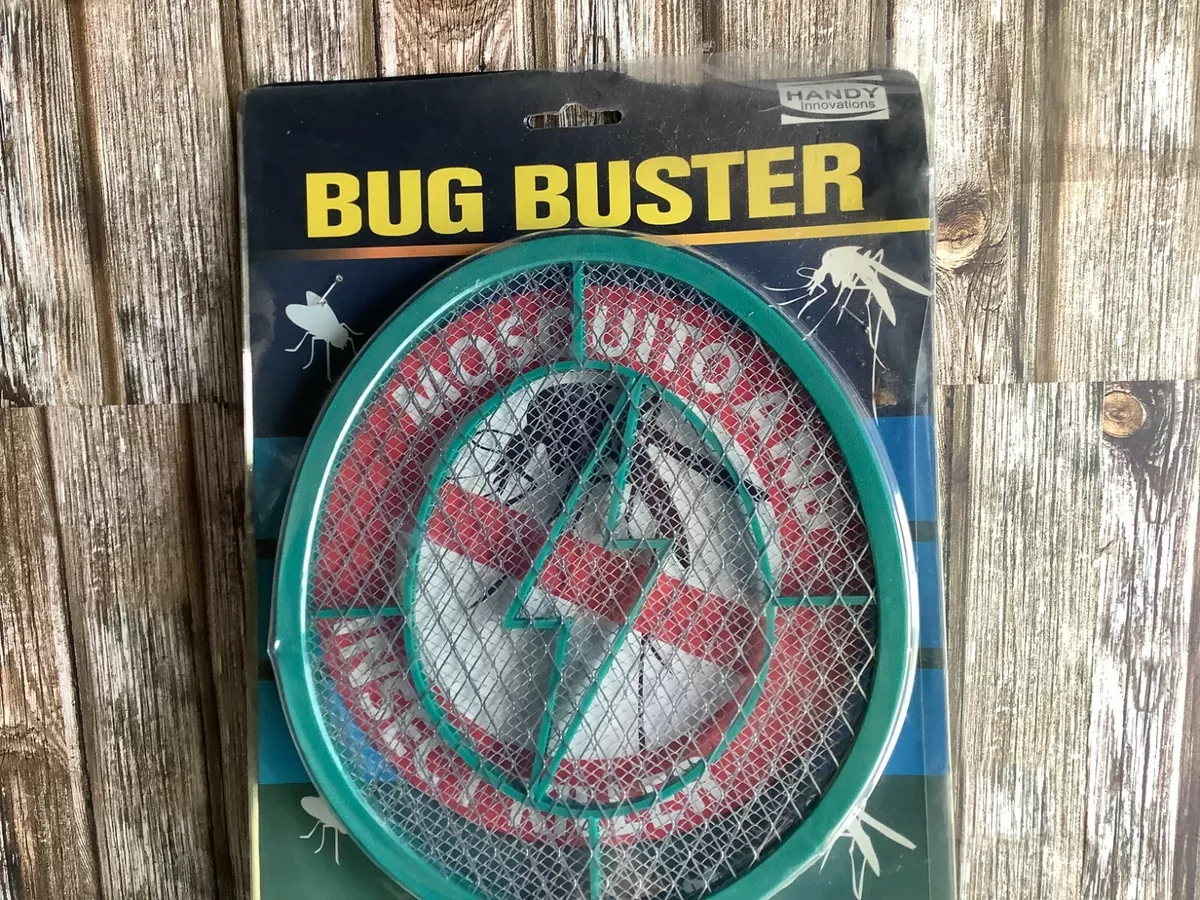 HANDY
innovations
BUG BUSTER
MOSQUITO AND
INSECT KILLER